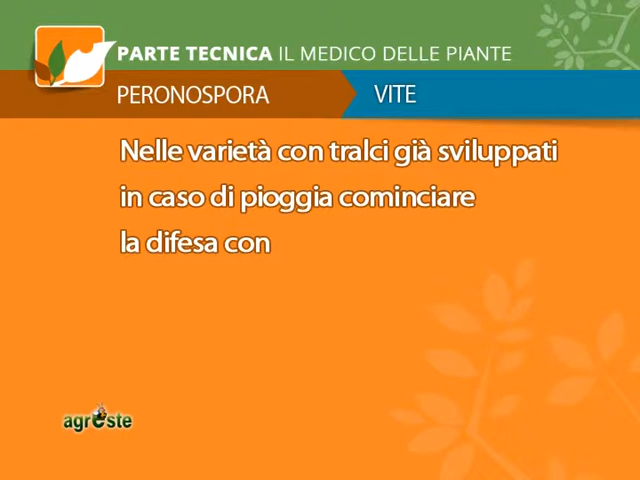 PARTE TECNICA IL MEDICO DELLE PIANTE
PERONOSPORA VITE
Nelle varietà con tralci già sviluppati
in caso di pioggia cominciare
la difesa con
agreste